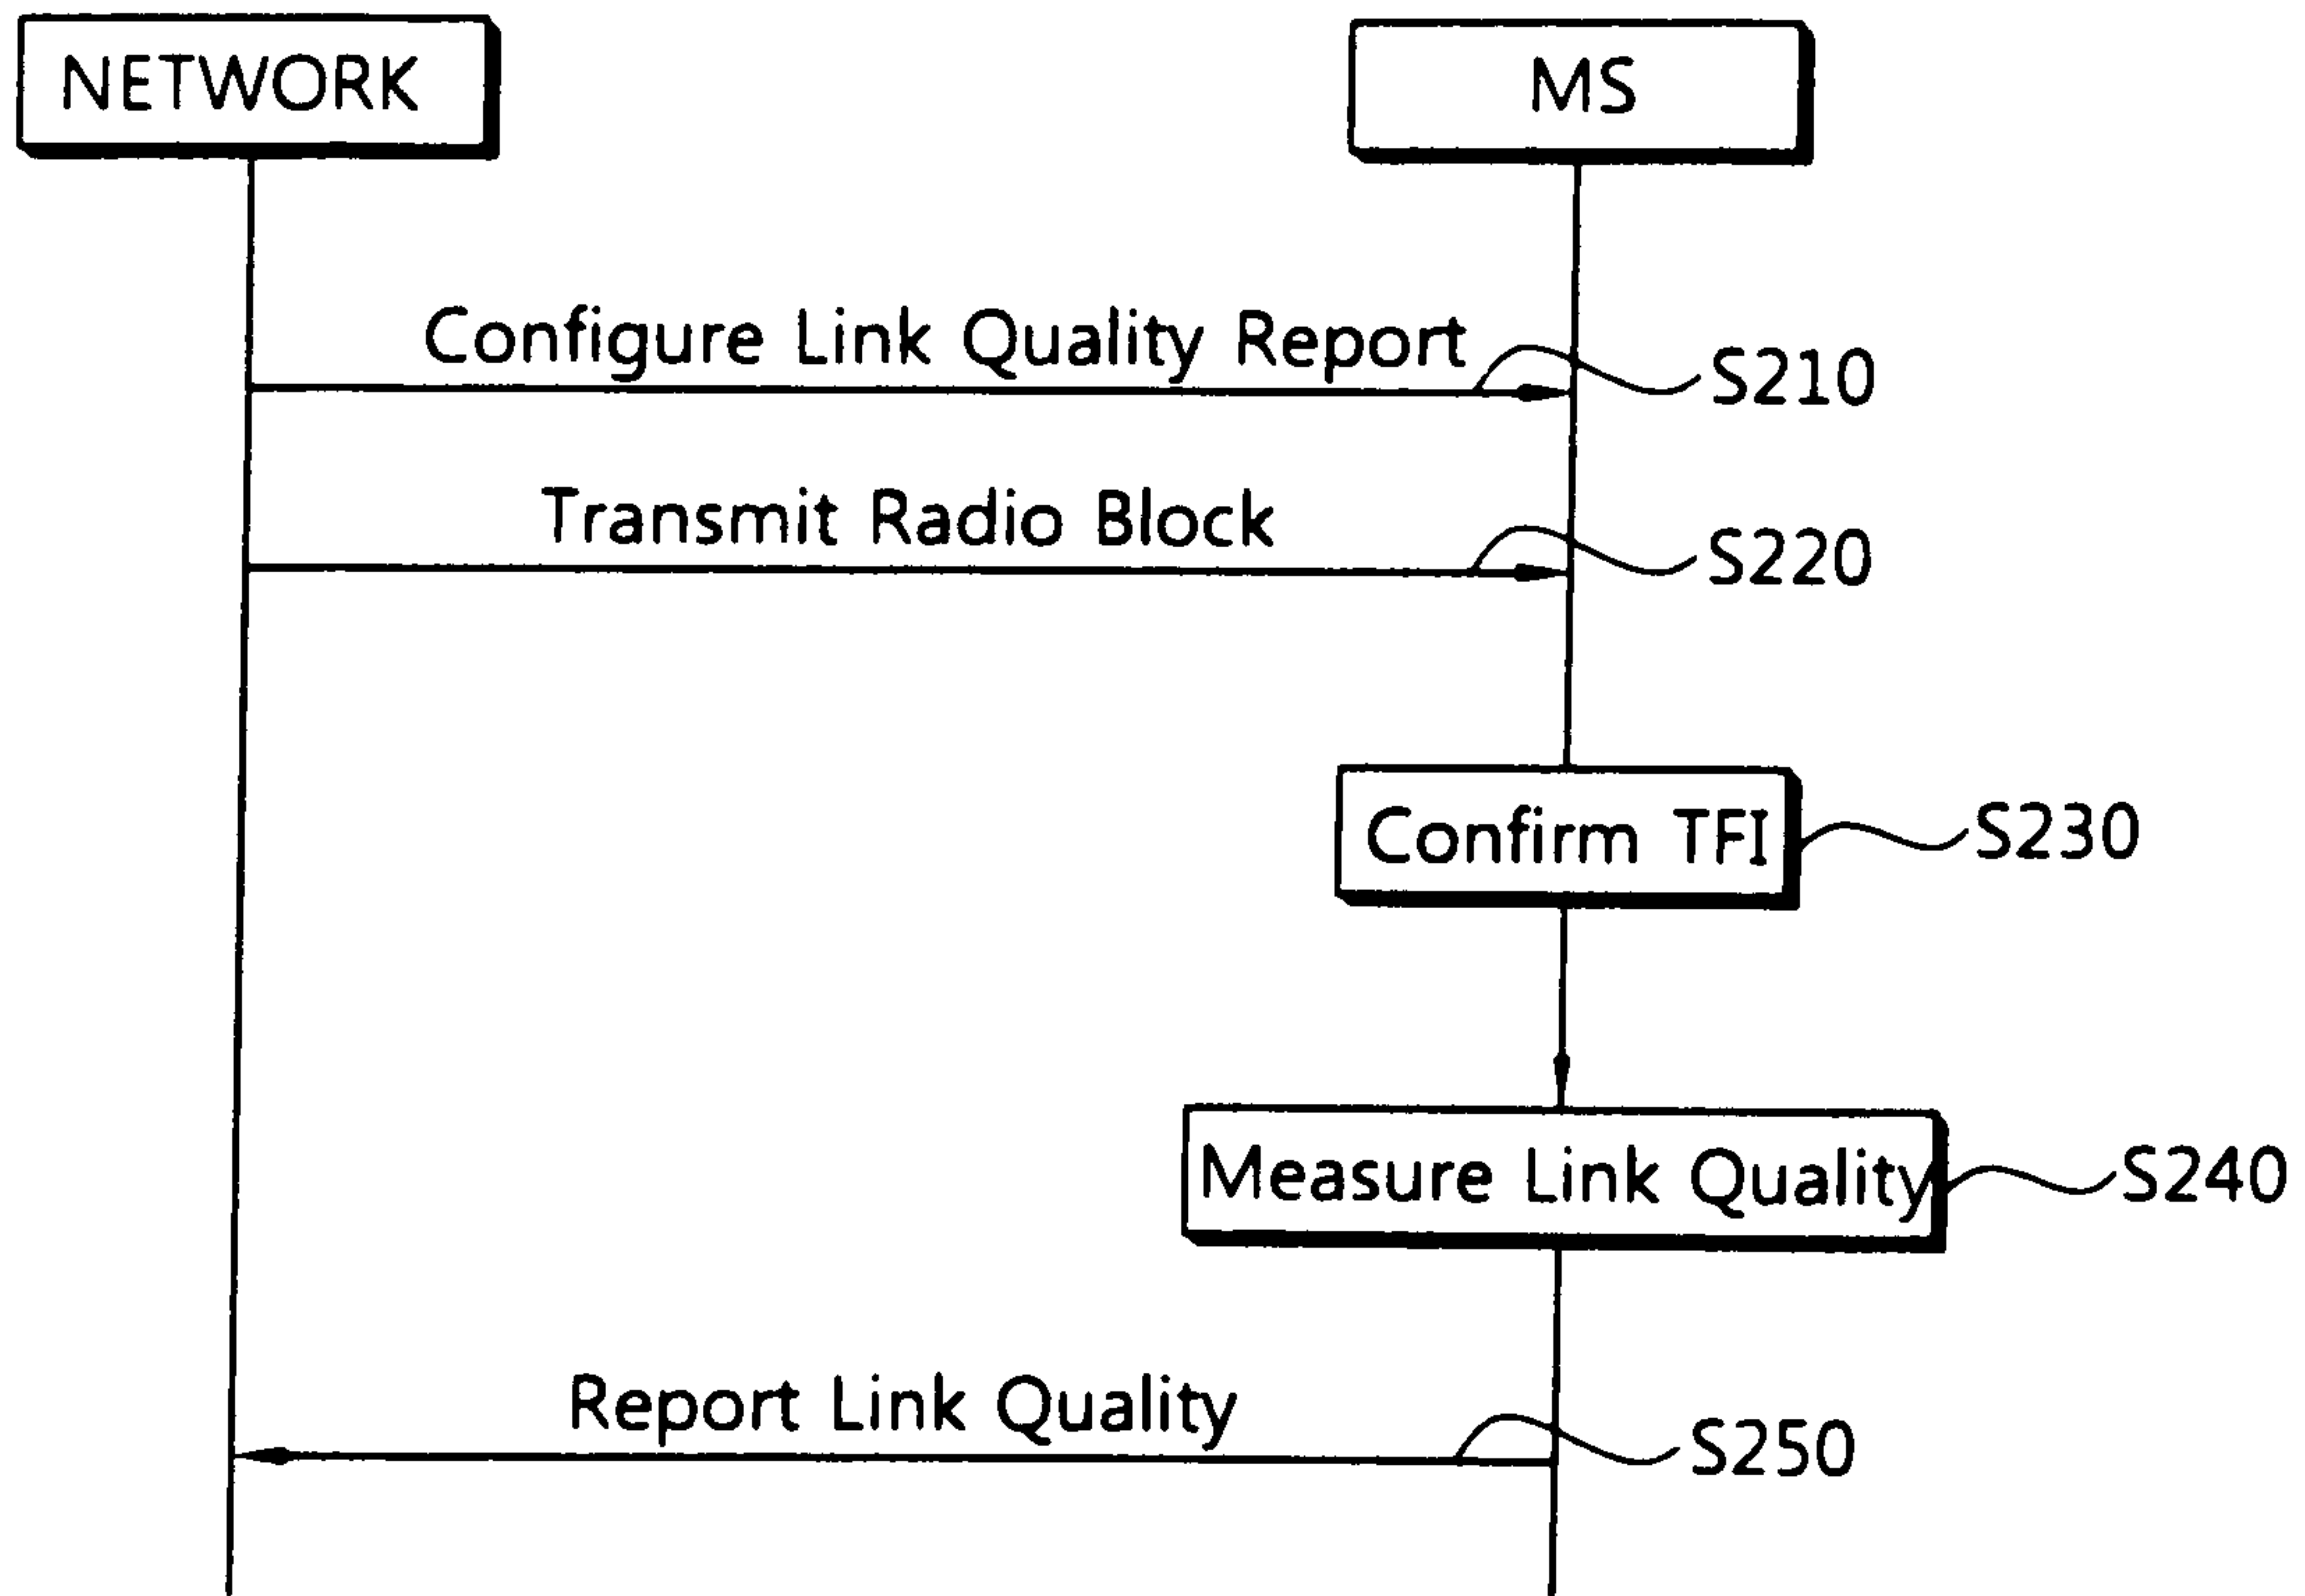 NETWORK
MS
Configure Link Quality Report
S210
Transmit Radio Block
S220
Confirm TFI
S230
Measure Link Quality
S240
Report Link Quality
S250